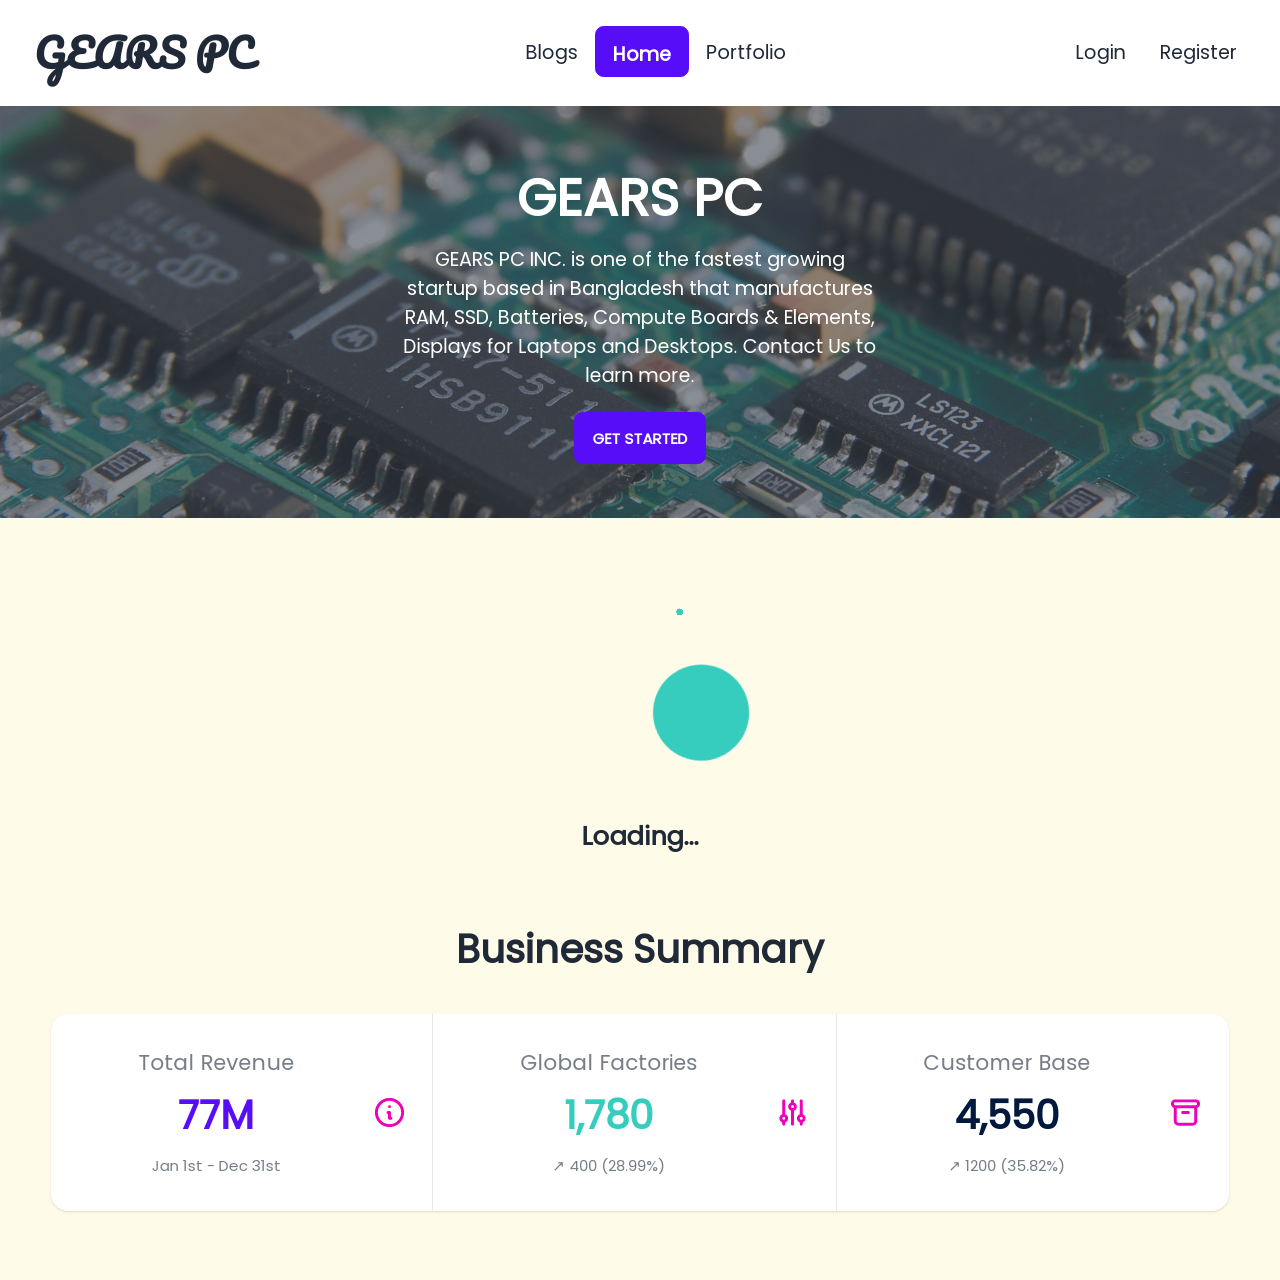 GEARS PC
Blogs
Home
Portfolio
Login
Register
GEARS PC
GEARS PC INC. is one of the fastest growing
startup based in Bangladesh that manufactures
RAM, SSD, Batteries, Compute Boards & Elements,
Displays for Laptops and Desktops. Contact Us to
learn more.
GET STARTED
LS123
XXCL121
Loading...
Business Summary
Total Revenue
77M
Jan 1st - Dec 31st
Global Factories
1,780
↗ 400 (28.99%)
Customer Base
4,550
↗ 1200 (35.82%)